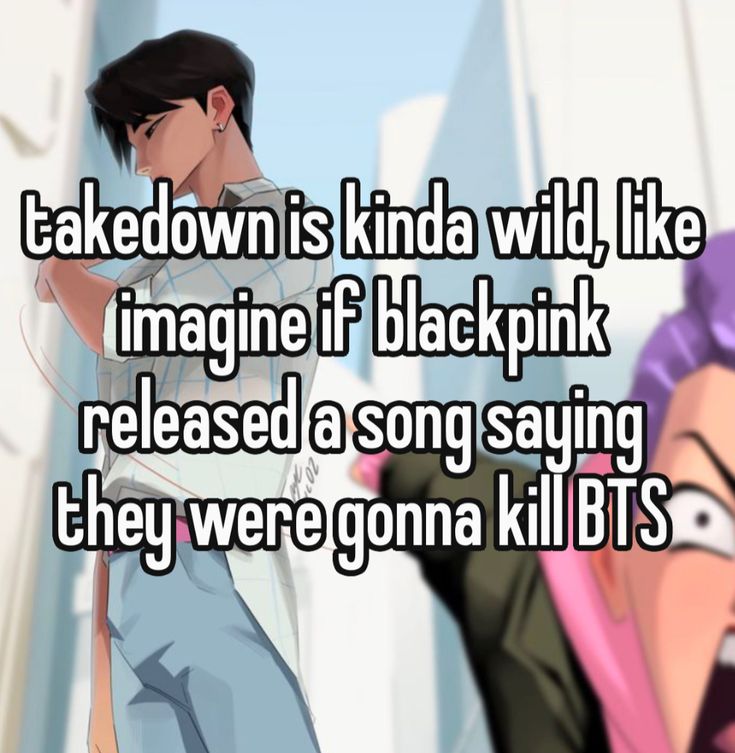 takedown is kinda wild, like
imagine if blackpink
released a song saying
they were gonna kill BTS